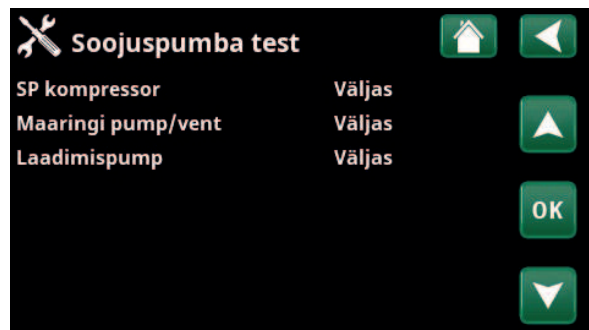 Soojuspumba test
SP kompressor Väljas
Maaringi pump/vent Väljas
Laadimispump Väljas
OK